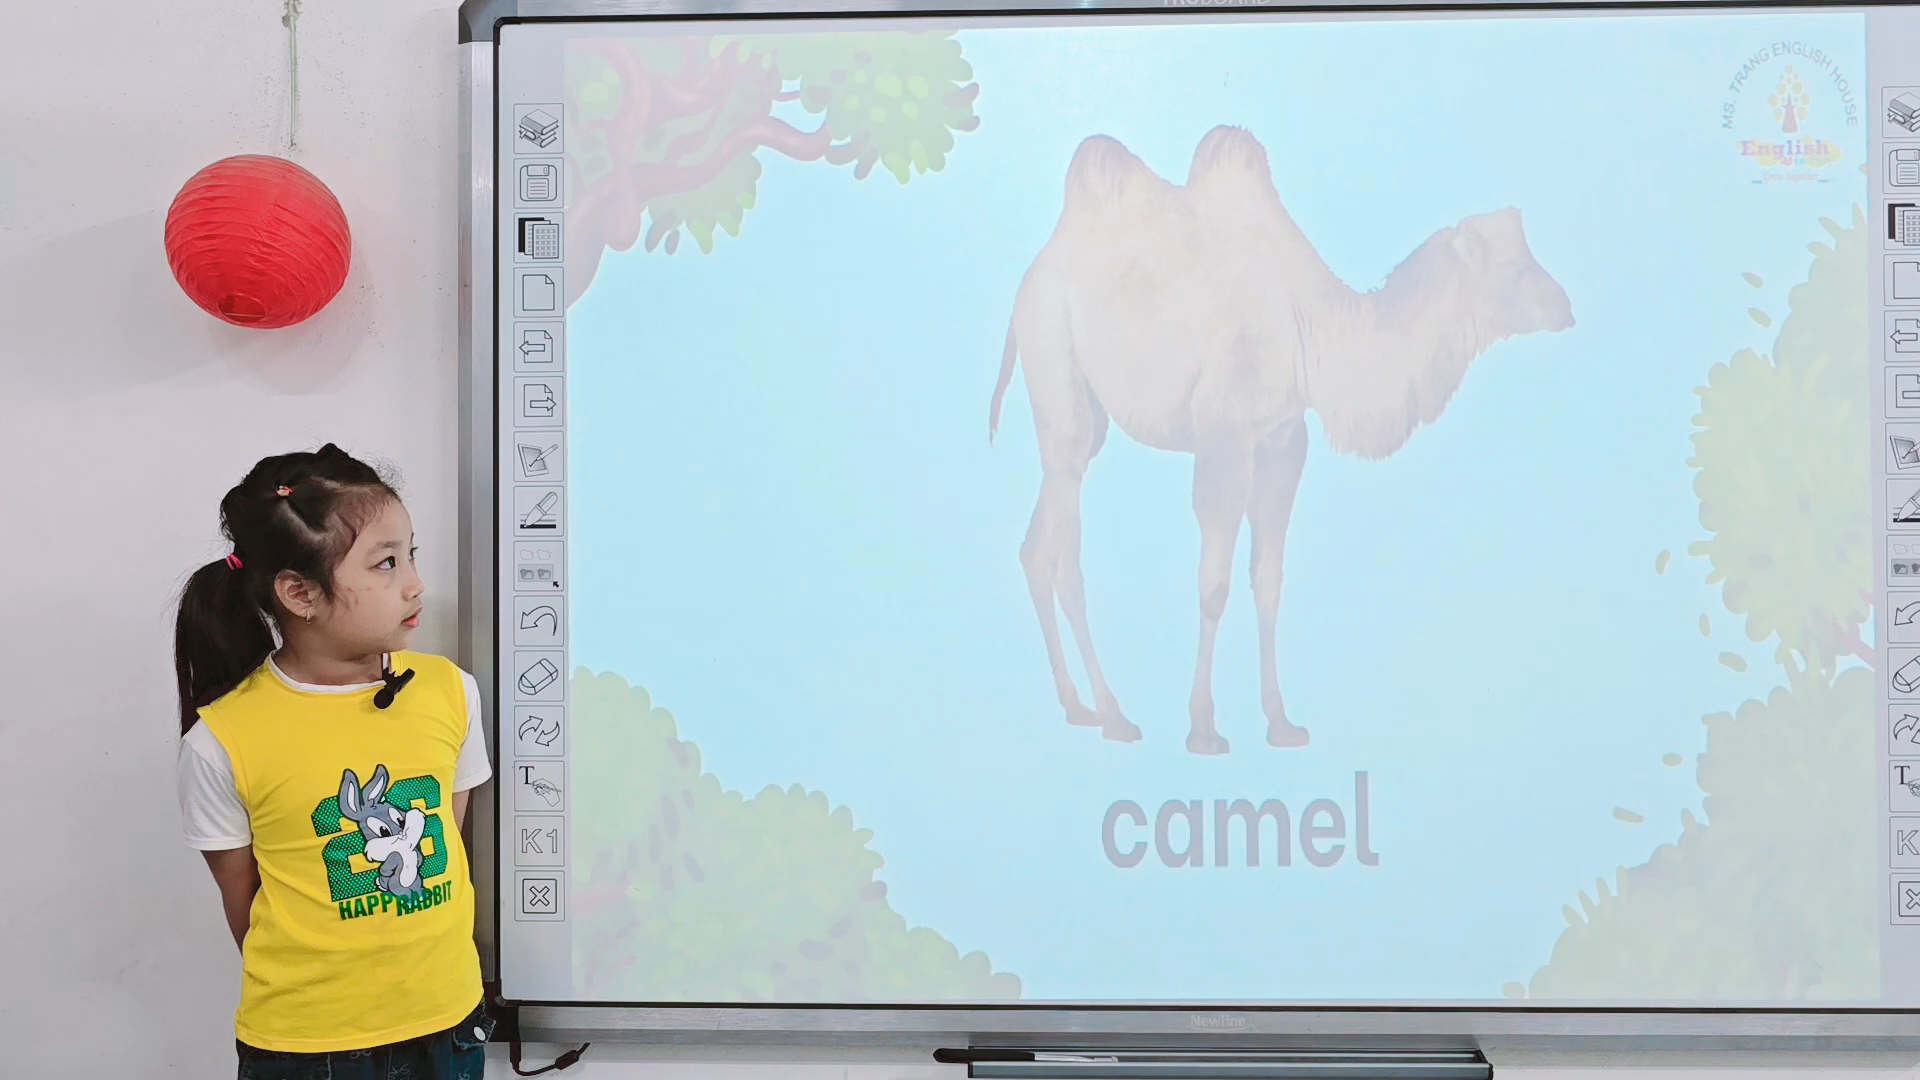 MS. TRANG ENGLISH HOUSE
English
camel
T
K1
26
HAPP RABBIT
Newline
T
K